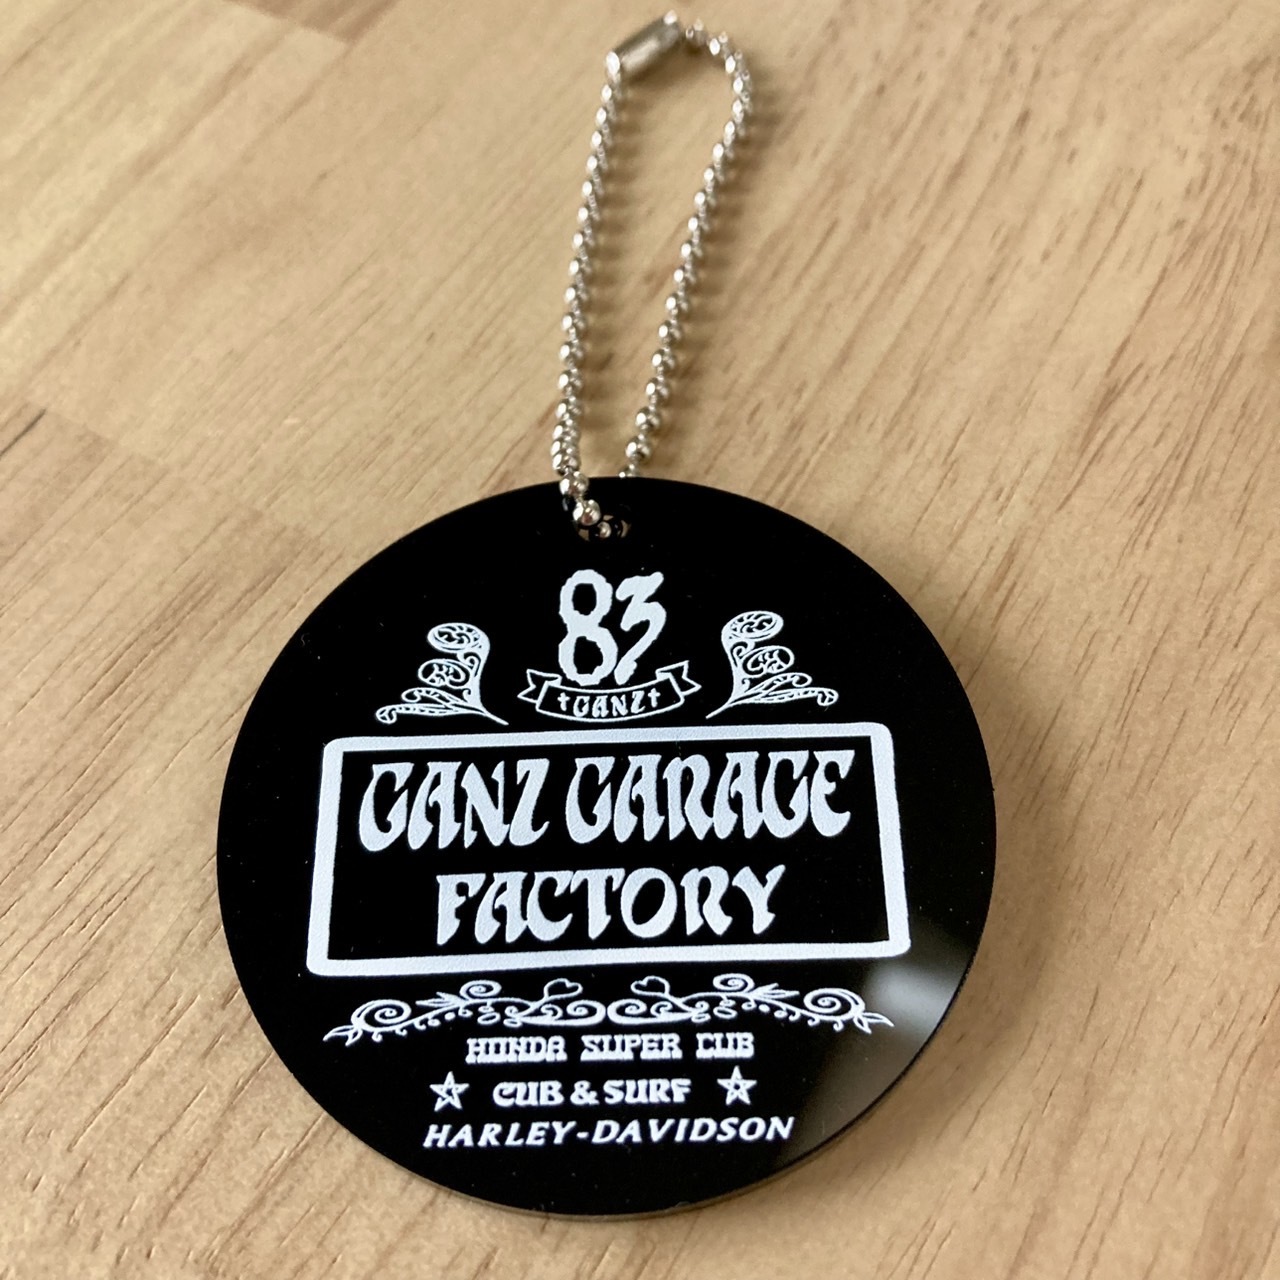 83
†GANZ†
GANZ GARAGE
FACTORY
HONDA SUPER CUB
CUB & SURF
HARLEY-DAVIDSON